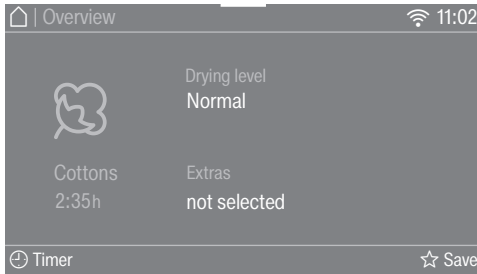 | Overview
11:02
Drying level
Normal
Cottons
2:35h
Extras
not selected
Timer
Save